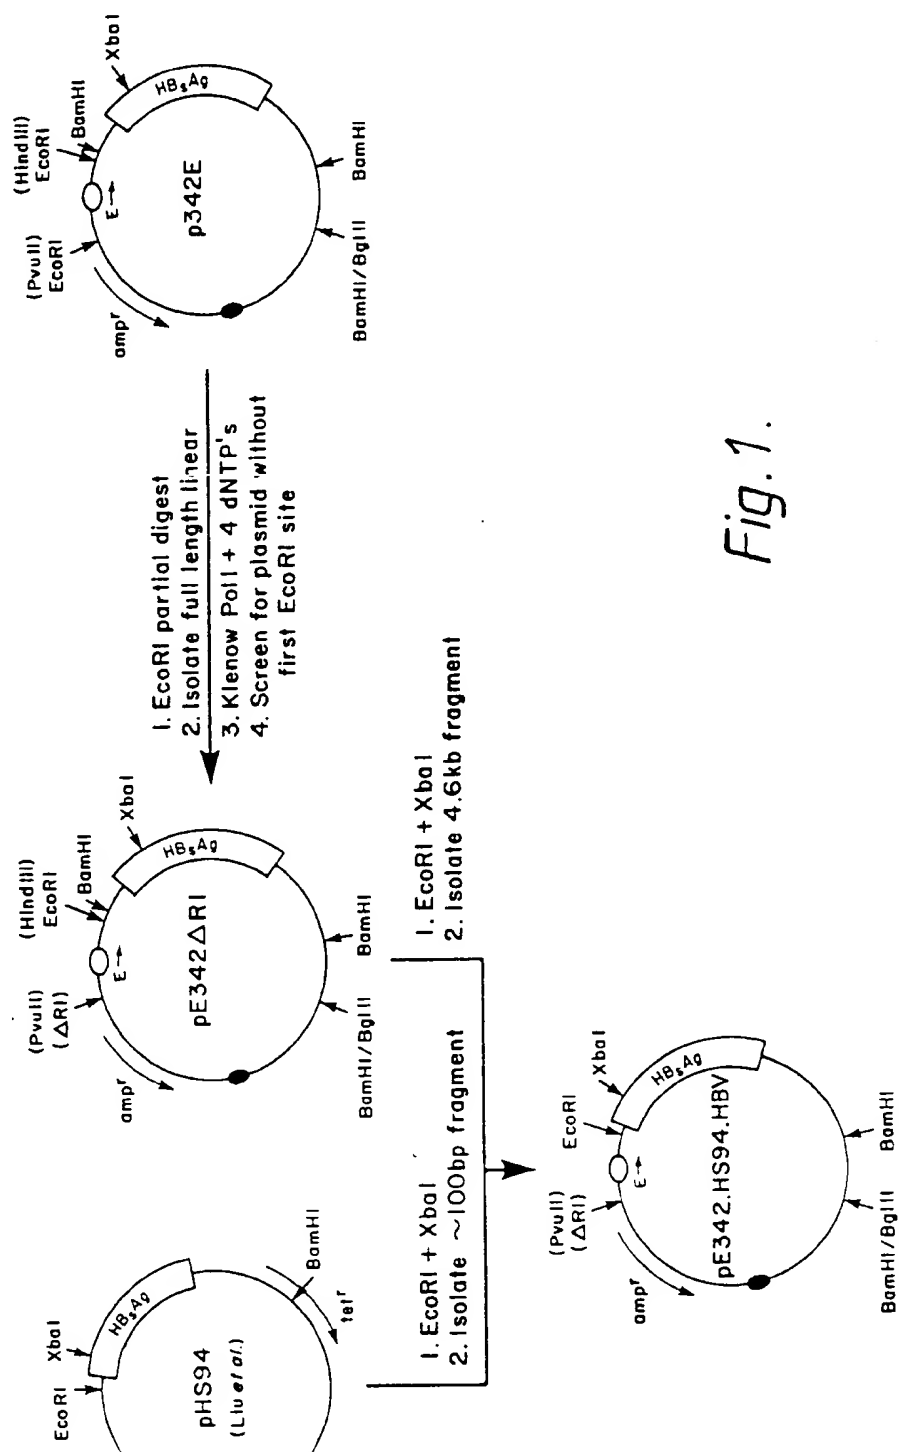 (PvuII)
EcoRI
(HindIII)
EcoRI
BamHI
XbaI
HBsAg
E→
p342E
ampr
BamHI/BglII
BamHI
1. EcoRI partial digest
2. Isolate full length linear
3. Klenow PolI + 4 dNTP's
4. Screen for plasmid without
first EcoRI site
(PvuII)
(ΔRI)
(HindIII)
EcoRI
BamHI
XbaI
HBsAg
E→
pE342ΔRI
ampr
BamHI/BglII
BamHI
EcoRI
XbaI
HBsAg
pHS94
(Liu et al.)
BamHI
tetr
1. EcoRI + XbaI
2. Isolate ~100bp fragment
1. EcoRI + XbaI
2. Isolate 4.6kb fragment
(PvuII)
(ΔRI)
EcoRI
XbaI
HBsAg
E→
pE342.HS94.HBV
ampr
BamHI/BglII
BamHI
Fig. 1.